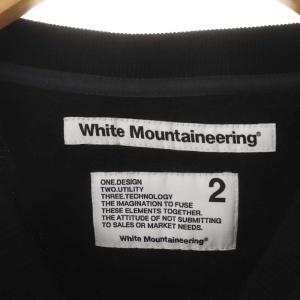 White Mountaineering®
ONE.DESIGN
TWO.UTILITY
THREE.TECHNOLOGY
THE IMAGINATION TO FUSE
THESE ELEMENTS TOGETHER.
THE ATTITUDE OF NOT SUBMITTING
TO SALES OR MARKET NEEDS.
2
White Mountaineering®